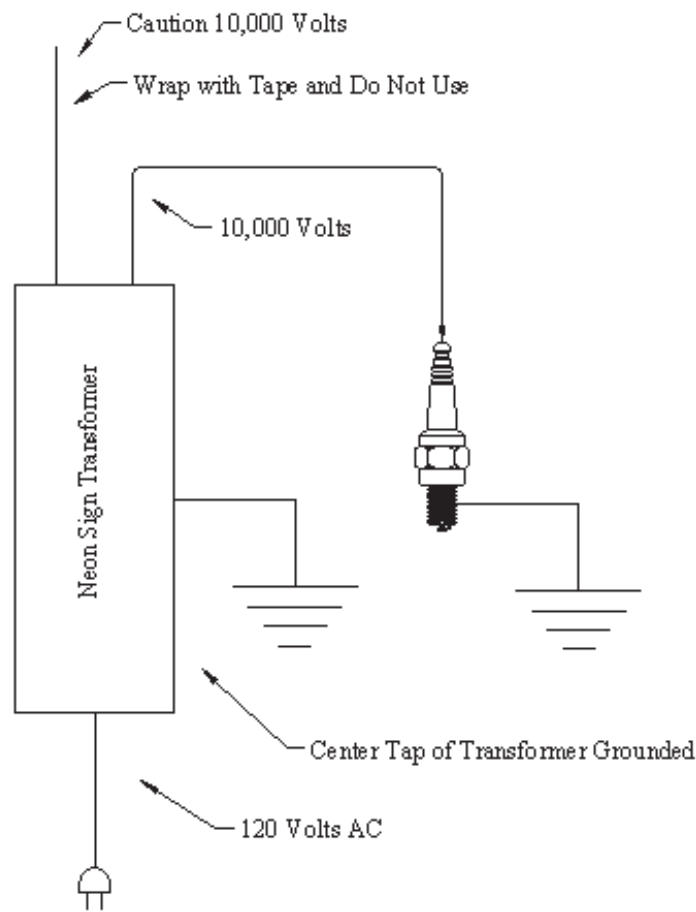 Caution 10,000 Volts
Wrap with Tape and Do Not Use
10,000 Volts
Neon Sign Transformer
Center Tap of Transformer Grounded
120 Volts AC